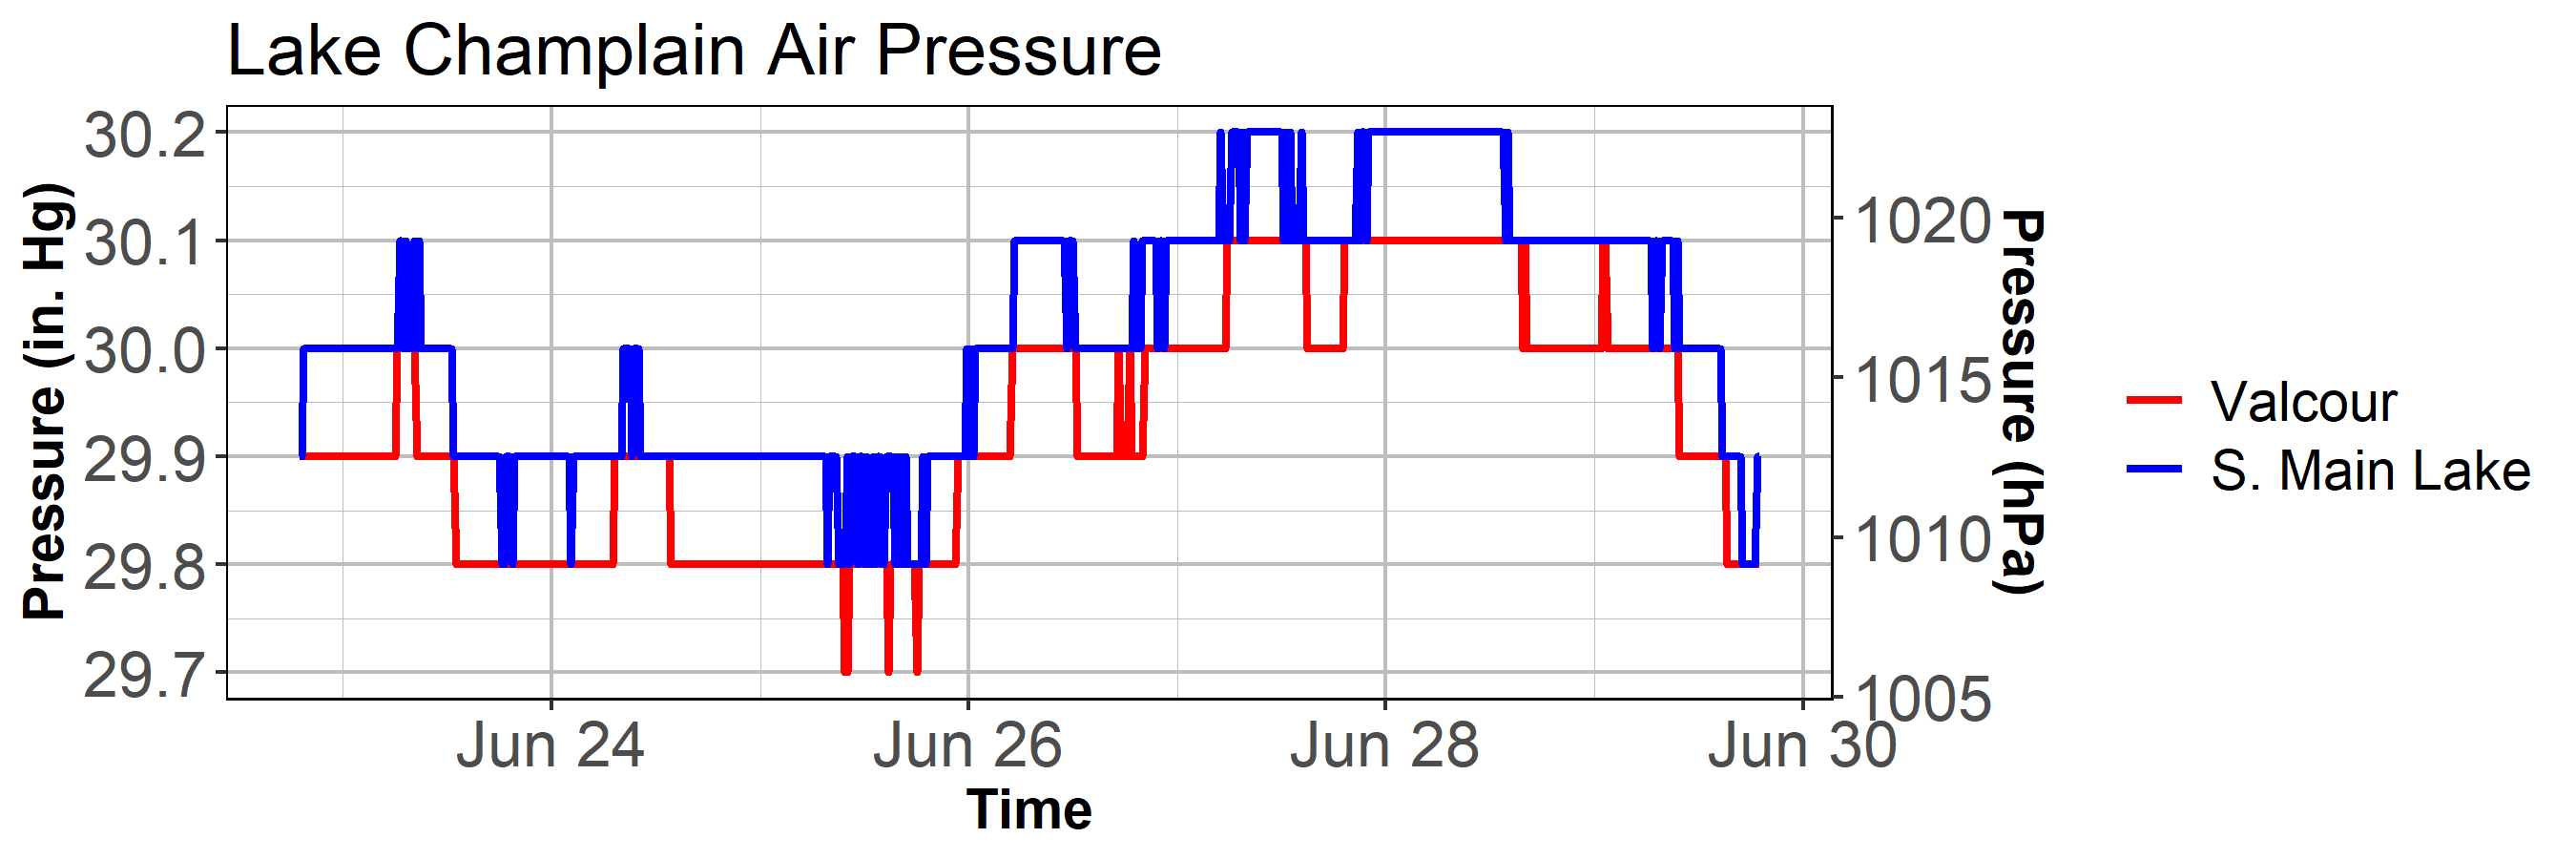 Lake Champlain Air Pressure
Pressure (in. Hg)
30.2
30.1
30.0
29.9
29.8
29.7
1020
1015
1010
1005
Pressure (hPa)
Jun 24 Jun 26 Jun 28 Jun 30
Time
Valcour
S. Main Lake